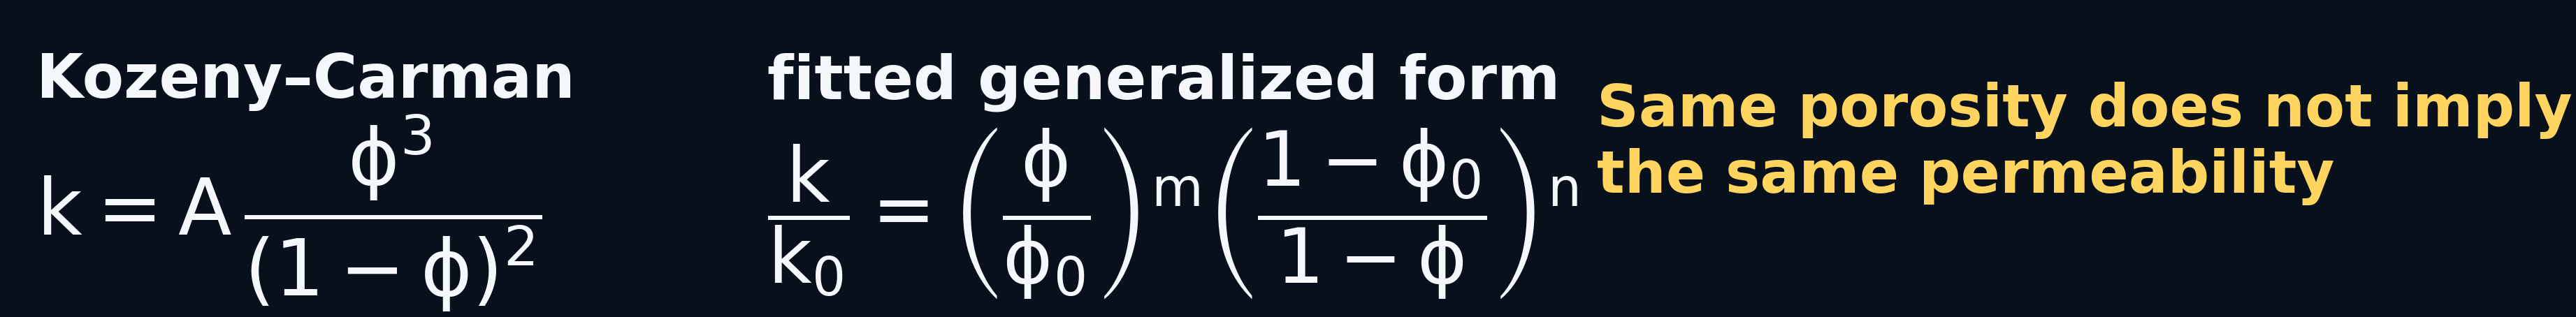 Kozeny–Carman
k = A ϕ³ / (1 − ϕ)²
fitted generalized form
k / k₀ = (ϕ / ϕ₀)ᵐ ((1 − ϕ₀) / (1 − ϕ))ⁿ
Same porosity does not imply
the same permeability